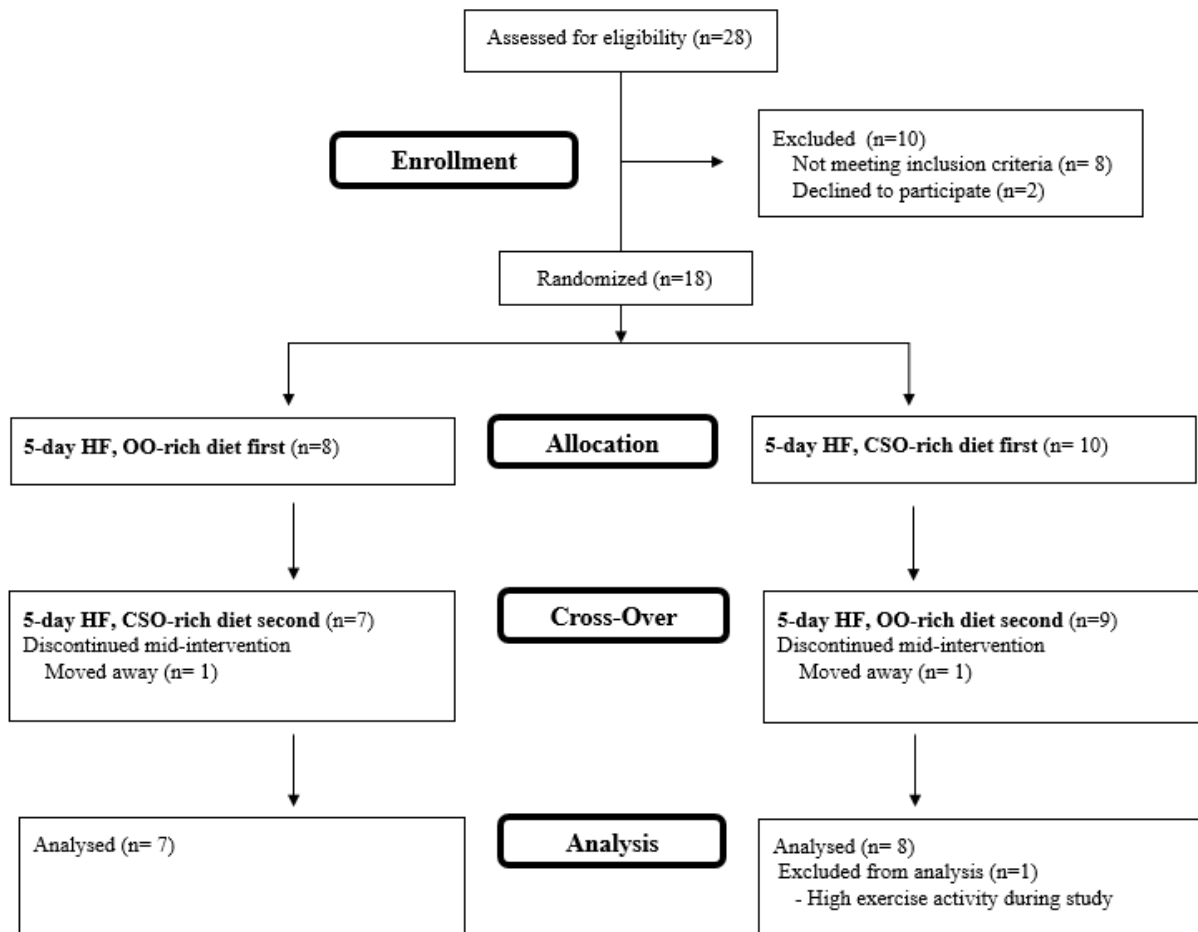 Assessed for eligibility (n=28)
Enrollment
Excluded (n=10)
Not meeting inclusion criteria (n= 8)
Declined to participate (n=2)
Randomized (n=18)
5-day HF, OO-rich diet first (n=8)
Allocation
5-day HF, CSO-rich diet first (n= 10)
5-day HF, CSO-rich diet second (n=7)
Discontinued mid-intervention
Moved away (n= 1)
Cross-Over
5-day HF, OO-rich diet second (n=9)
Discontinued mid-intervention
Moved away (n= 1)
Analysed (n= 7)
Analysis
Analysed (n= 8)
Excluded from analysis (n=1)
- High exercise activity during study